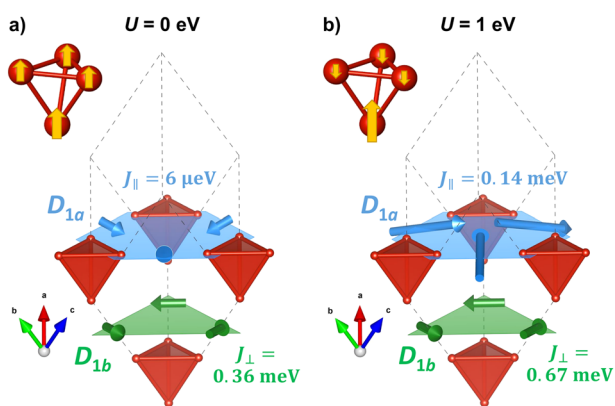 a)
U = 0 eV
J∥ = 6 μeV
D1a
a
b
c
D1b
J⊥ =
0.36 meV
b)
U = 1 eV
J∥ = 0.14 meV
D1a
a
b
c
D1b
J⊥ =
0.67 meV